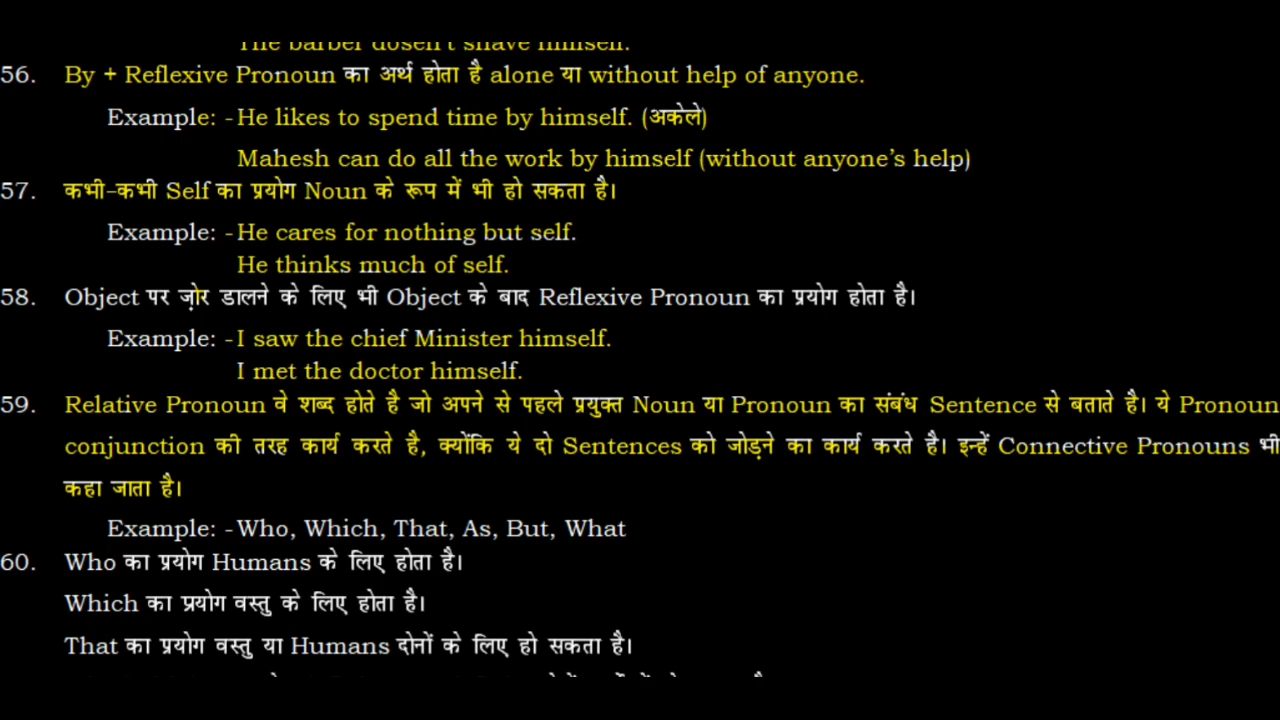 The barber dosen't shave himself.
56. By + Reflexive Pronoun का अर्थ होता है alone या without help of anyone.
Example: - He likes to spend time by himself. (अकेले)
Mahesh can do all the work by himself (without anyone's help)
57. कभी-कभी Self का प्रयोग Noun के रूप में भी हो सकता है।
Example: - He cares for nothing but self.
He thinks much of self.
58. Object पर ज़ोर डालने के लिए भी Object के बाद Reflexive Pronoun का प्रयोग होता है।
Example: - I saw the chief Minister himself.
I met the doctor himself.
59. Relative Pronoun वे शब्द होते है जो अपने से पहले प्रयुक्त Noun या Pronoun का संबंध Sentence से बताते है। ये Pronoun
conjunction की तरह कार्य करते है, क्योंकि ये दो Sentences को जोड़ने का कार्य करते है। इन्हें Connective Pronouns भी
कहा जाता है।
Example: - Who, Which, That, As, But, What
60. Who का प्रयोग Humans के लिए होता है।
Which का प्रयोग वस्तु के लिए होता है।
That का प्रयोग वस्तु या Humans दोनों के लिए हो सकता है।